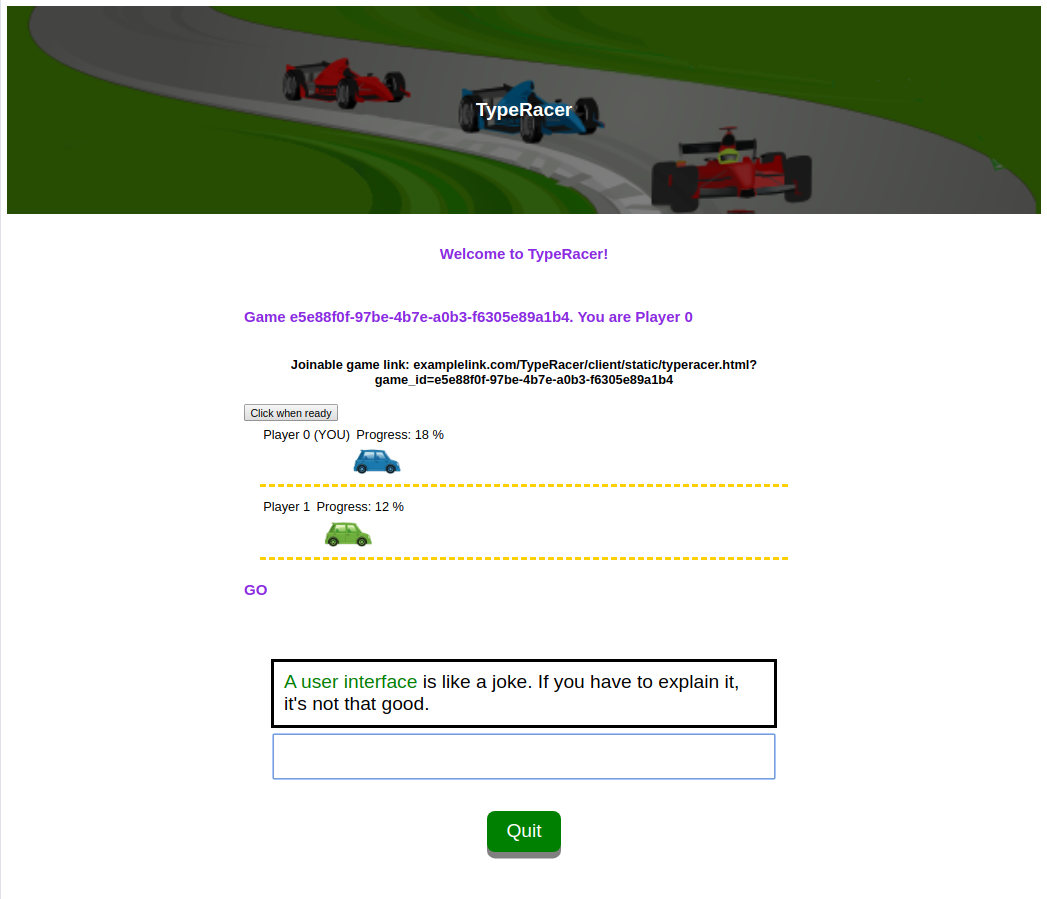 TypeRacer
Welcome to TypeRacer!
Game e5e88f0f-97be-4b7e-a0b3-f6305e89a1b4. You are Player 0
Joinable game link: examplelink.com/TypeRacer/client/static/typeracer.html?
game_id=e5e88f0f-97be-4b7e-a0b3-f6305e89a1b4
Click when ready
Player 0 (YOU) Progress: 18 %
Player 1 Progress: 12 %
GO
A user interface is like a joke. If you have to explain it,
it's not that good.
Quit